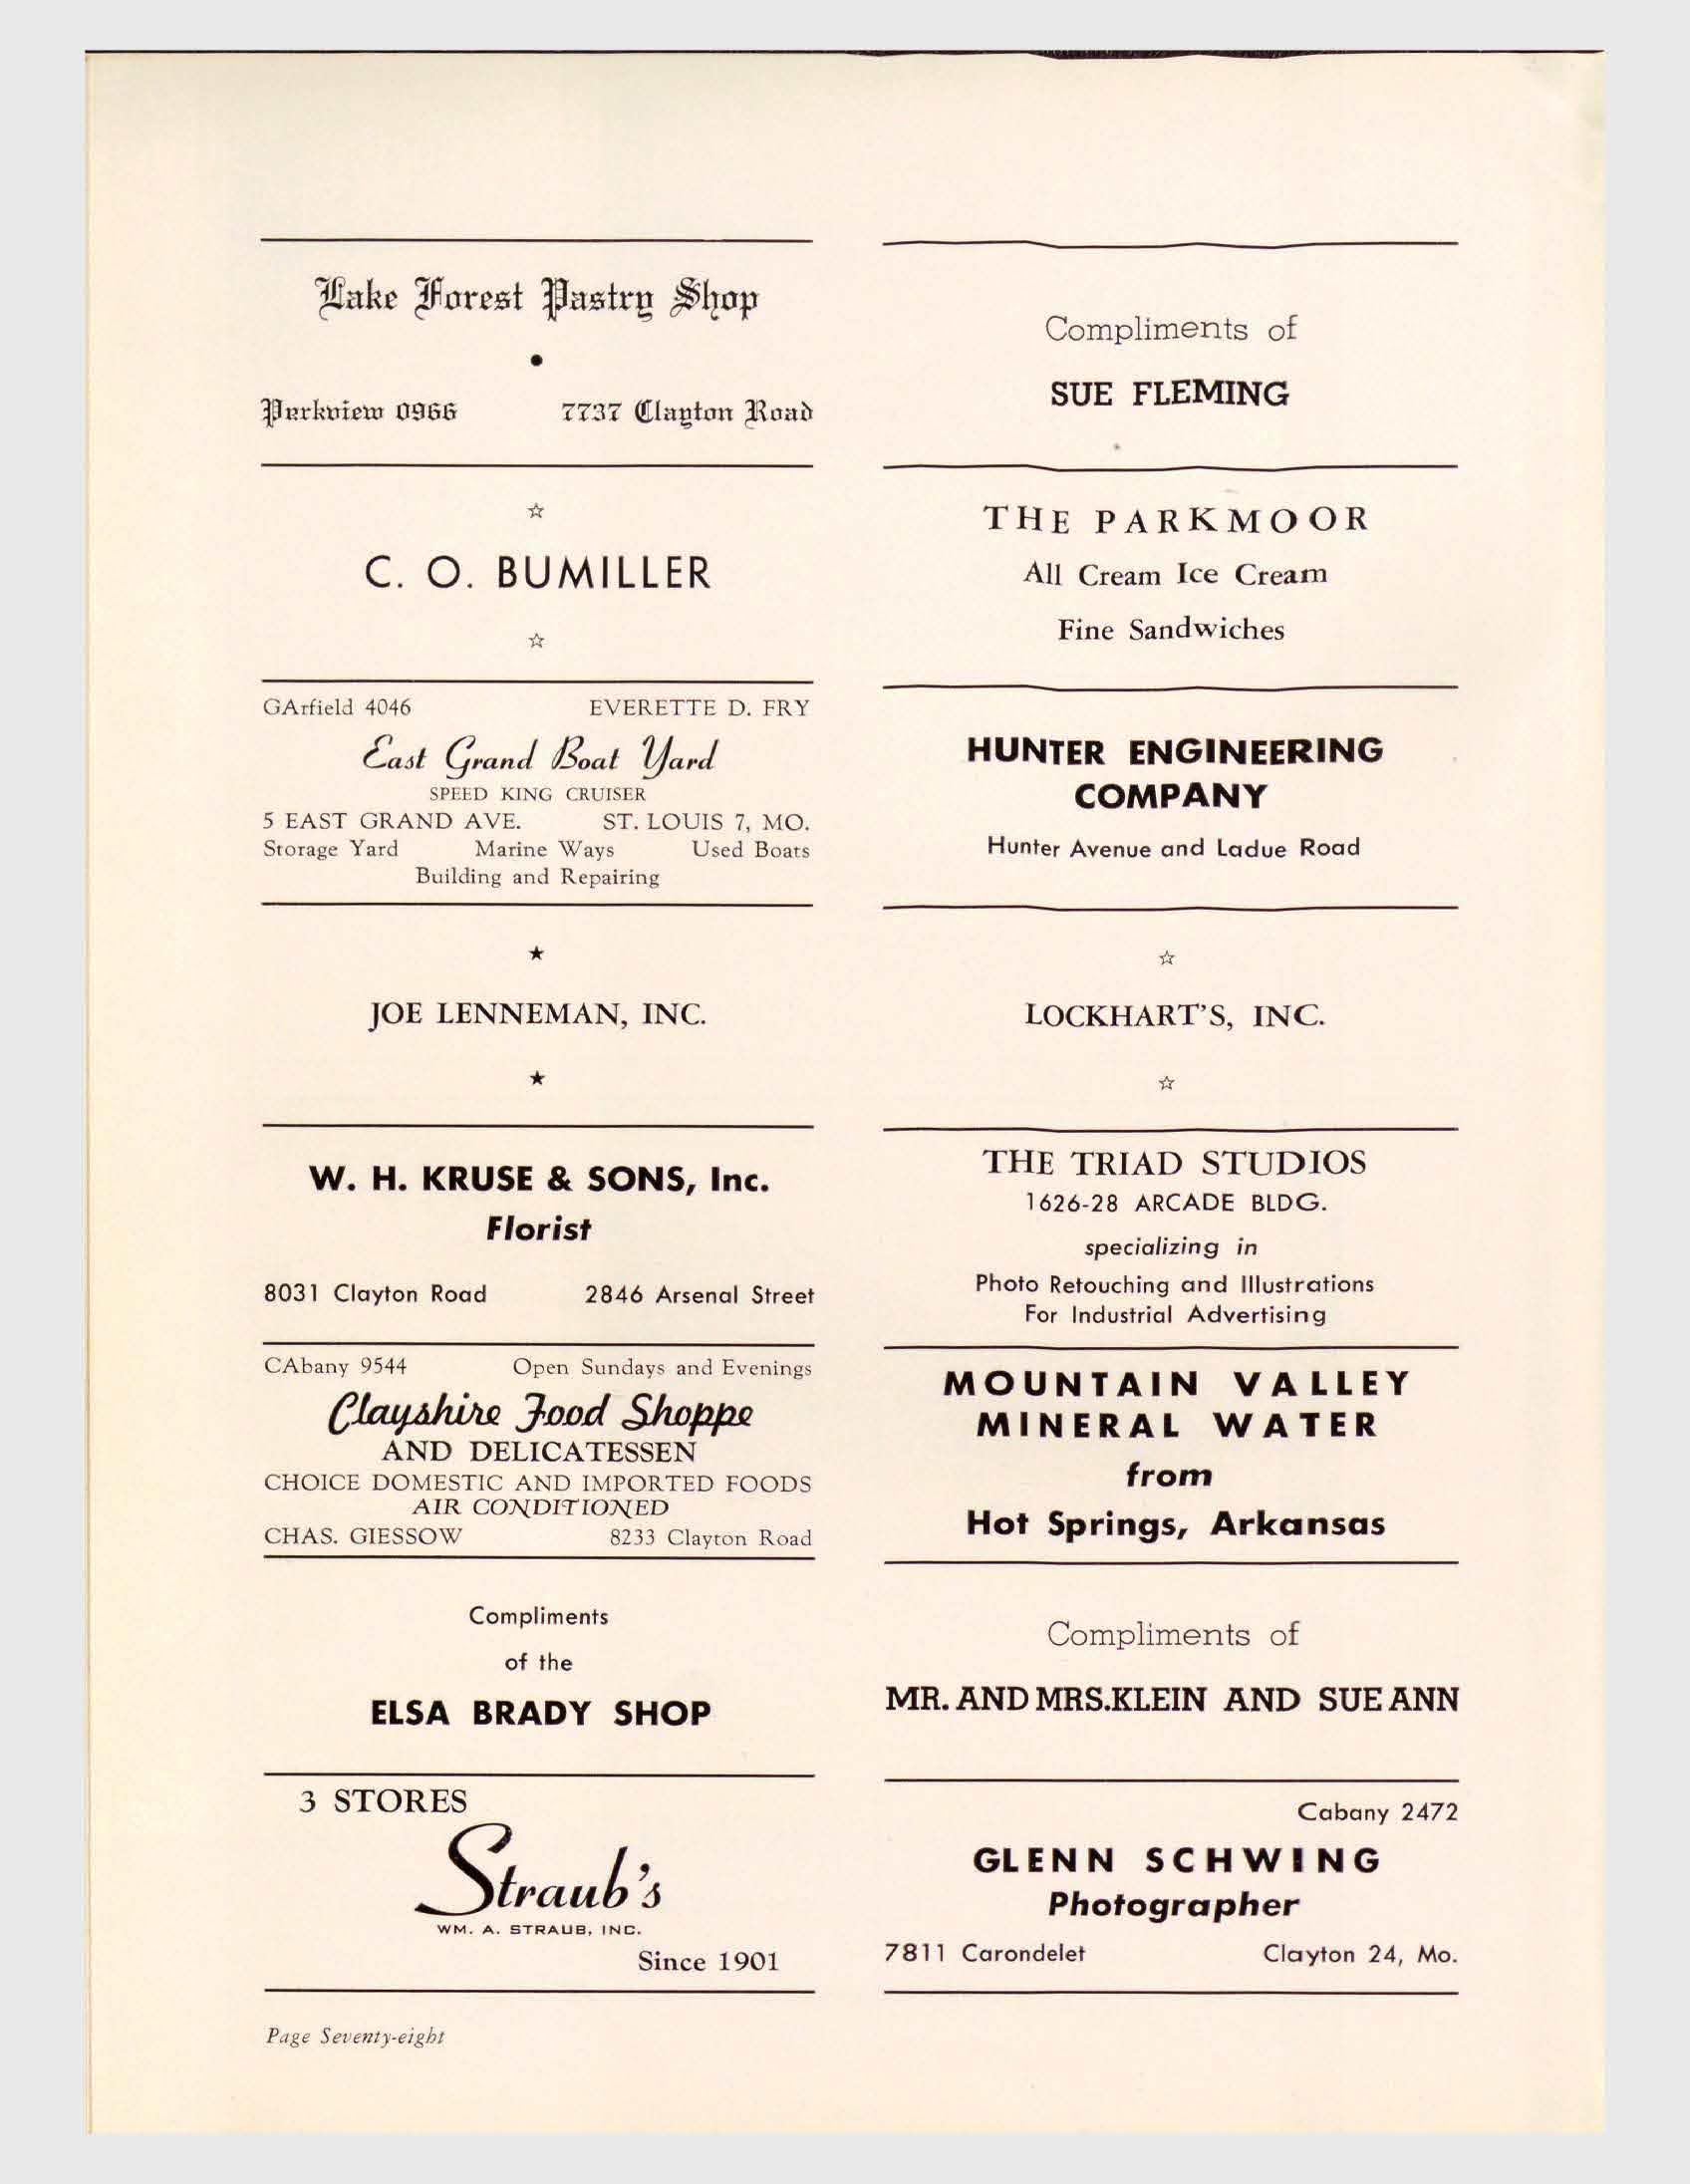 Lake Forest Pastry Shop
Parkview 0966 7737 Clayton Road
C. O. BUMILLER
GArfield 4046 EVERETTE D. FRY
East Grand Boat Yard
SPEED KING CRUISER
5 EAST GRAND AVE. ST. LOUIS 7, MO.
Storage Yard Marine Ways Used Boats
Building and Repairing
JOE LENNEMAN, INC.
W. H. KRUSE & SONS, Inc.
Florist
8031 Clayton Road 2846 Arsenal Street
CAbany 9544 Open Sundays and Evenings
Clayshire Food Shoppe
AND DELICATESSEN
CHOICE DOMESTIC AND IMPORTED FOODS
AIR CONDITIONED
CHAS. GIESSOW 8233 Clayton Road
Compliments
of the
ELSA BRADY SHOP
3 STORES
Straub's
WM. A. STRAUB, INC.
Since 1901
Compliments of
SUE FLEMING
THE PARKMOOR
All Cream Ice Cream
Fine Sandwiches
HUNTER ENGINEERING
COMPANY
Hunter Avenue and Ladue Road
LOCKHART'S, INC.
THE TRIAD STUDIOS
1626-28 ARCADE BLDG.
specializing in
Photo Retouching and Illustrations
For Industrial Advertising
MOUNTAIN VALLEY
MINERAL WATER
from
Hot Springs, Arkansas
Compliments of
MR. AND MRS. KLEIN AND SUE ANN
Cabany 2472
GLENN SCHWING
Photographer
7811 Carondelet Clayton 24, Mo.
Page Seventy-eight